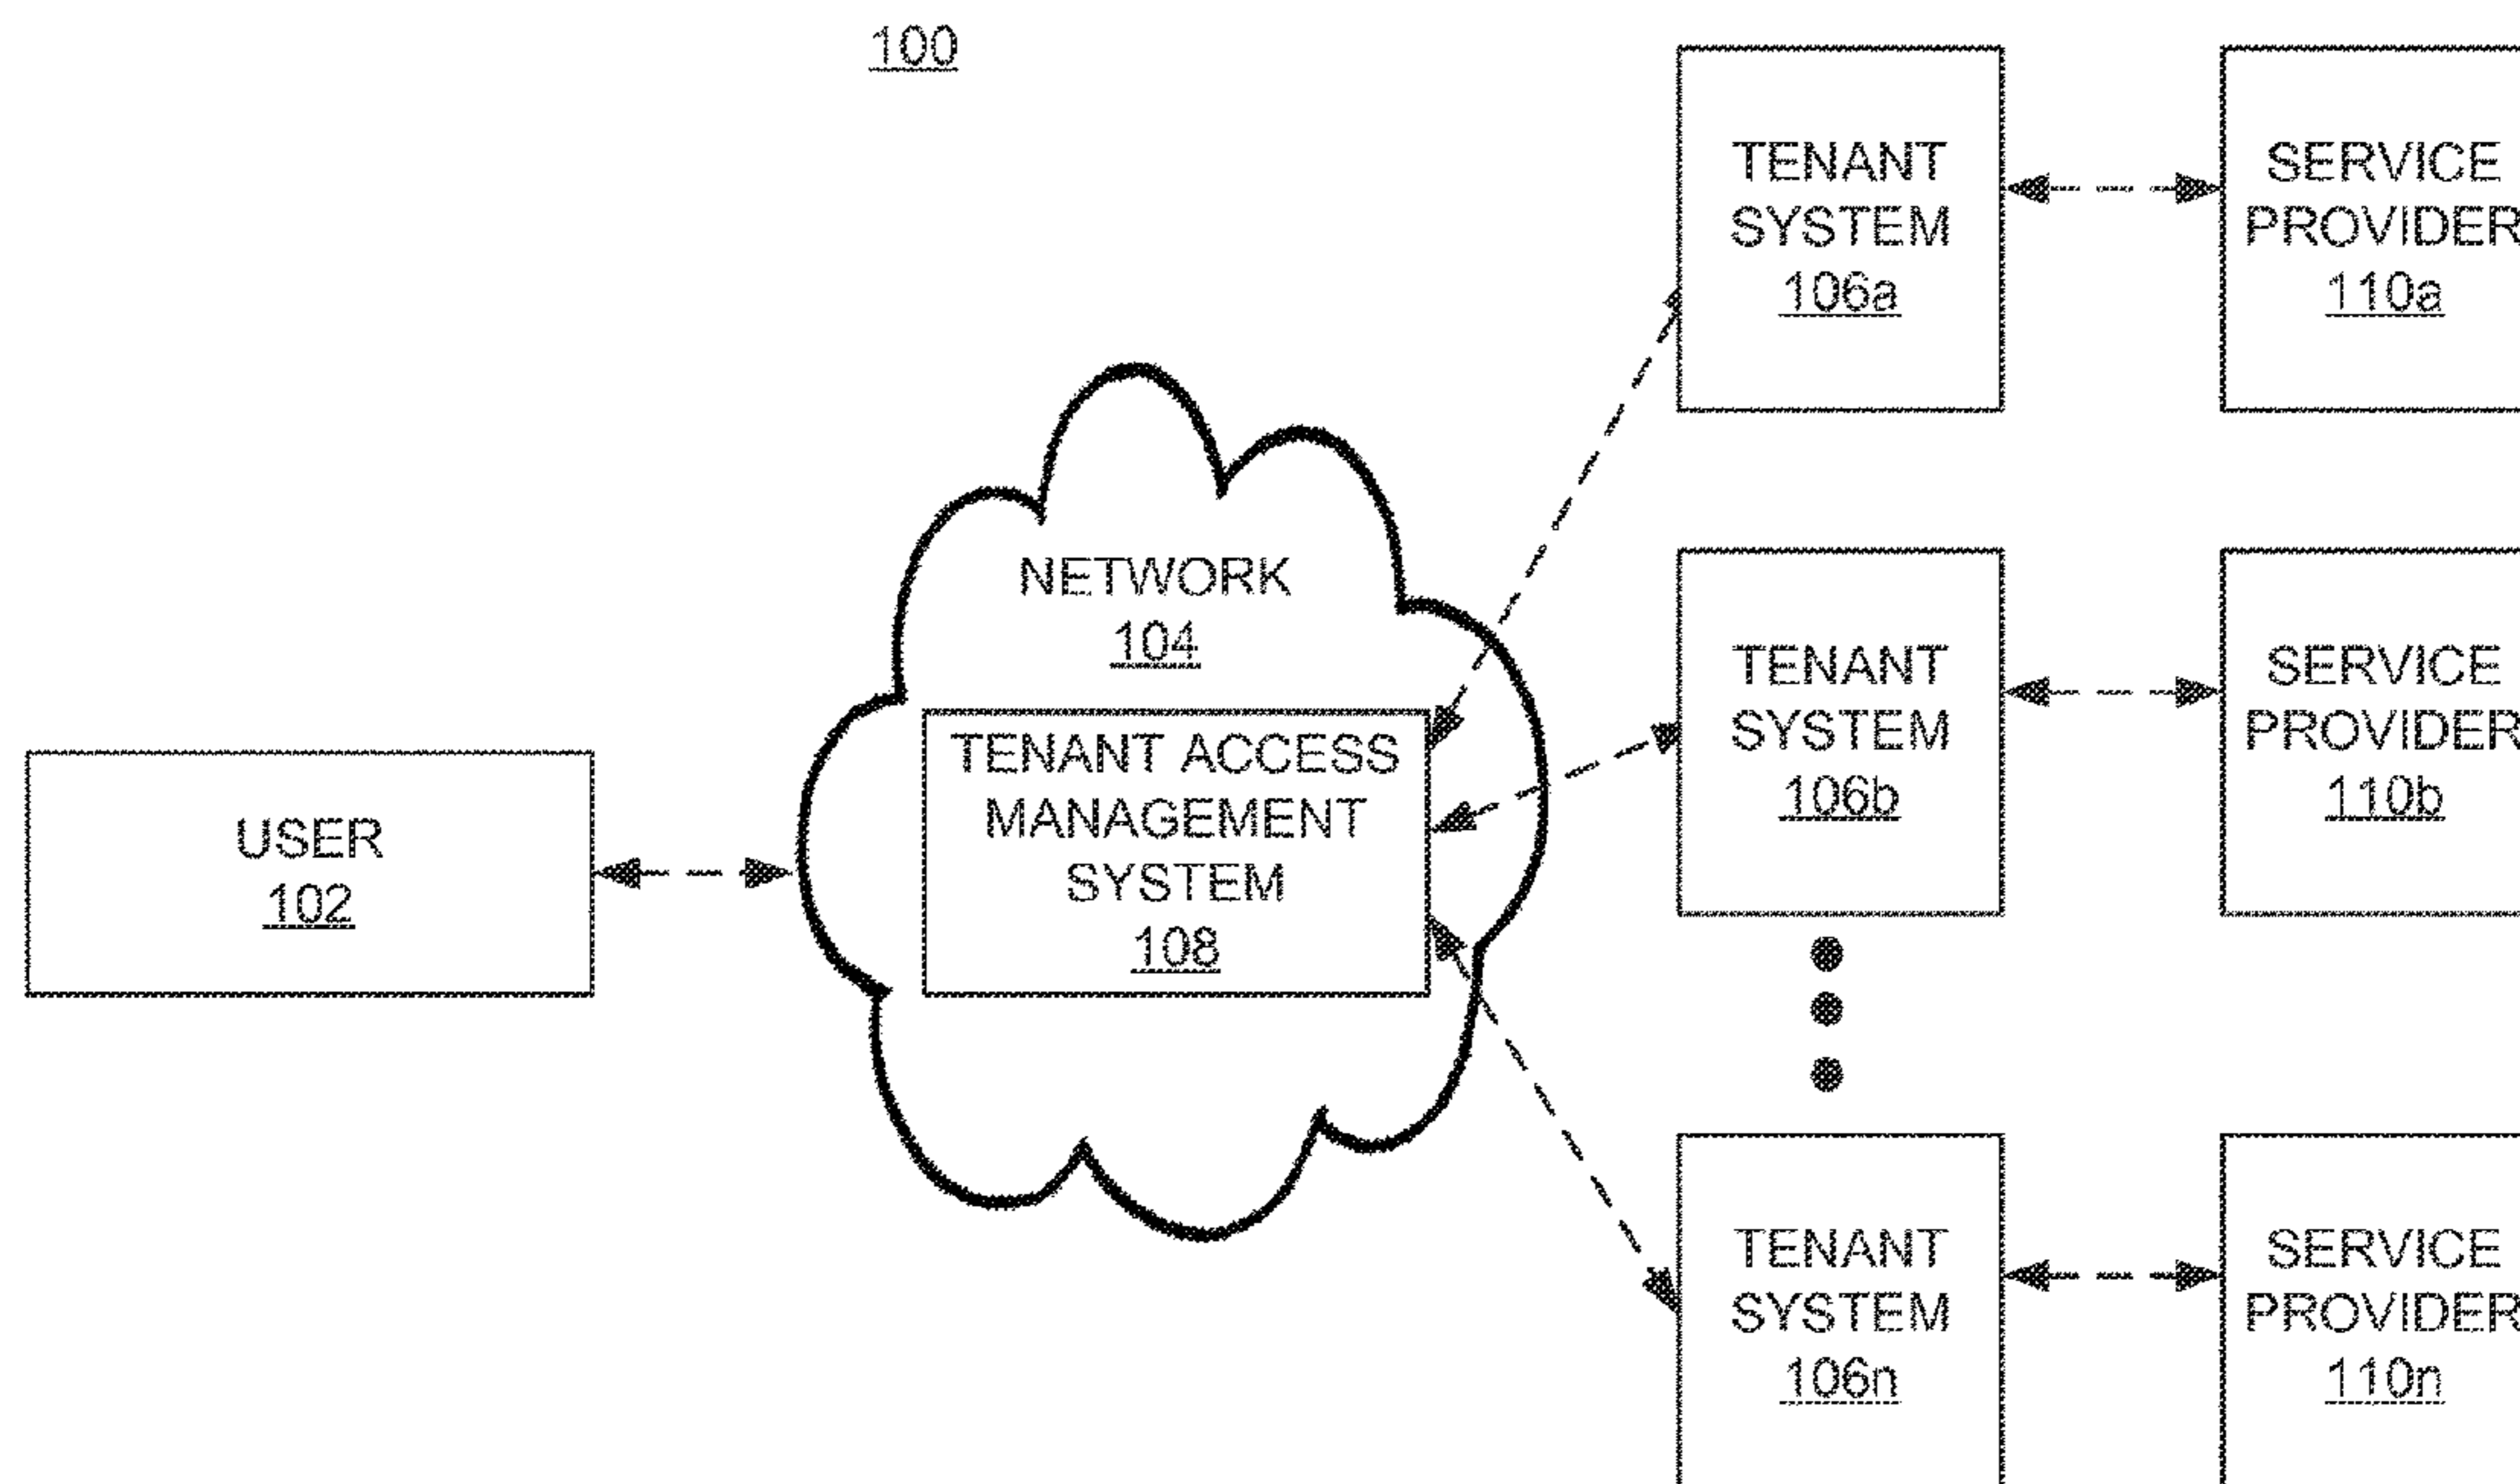 100
TENANT
SYSTEM
106a
SERVICE
PROVIDER
110a
NETWORK
104
TENANT ACCESS
MANAGEMENT
SYSTEM
108
USER
102
TENANT
SYSTEM
106b
SERVICE
PROVIDER
110b
TENANT
SYSTEM
106n
SERVICE
PROVIDER
110n